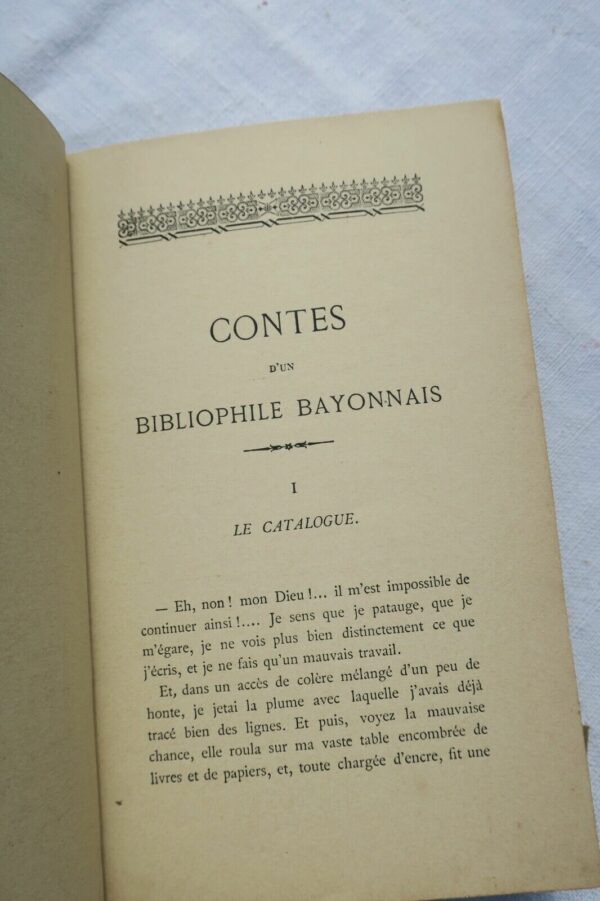 CONTES
D'UN
BIBLIOPHILE BAYONNAIS
I
LE CATALOGUE.
— Eh, non! mon Dieu!... il m'est impossible de
continuer ainsi!.... Je sens que je patauge, que je
m'égare, je ne vois plus bien distinctement ce que
j'écris, et je ne fais qu'un mauvais travail.
Et, dans un accès de colère mélangé d'un peu de
honte, je jetai la plume avec laquelle j'avais déjà
tracé bien des lignes. Et puis, voyez la mauvaise
chance, elle roula sur ma vaste table encombrée de
livres et de papiers, et, toute chargée d'encre, fit une